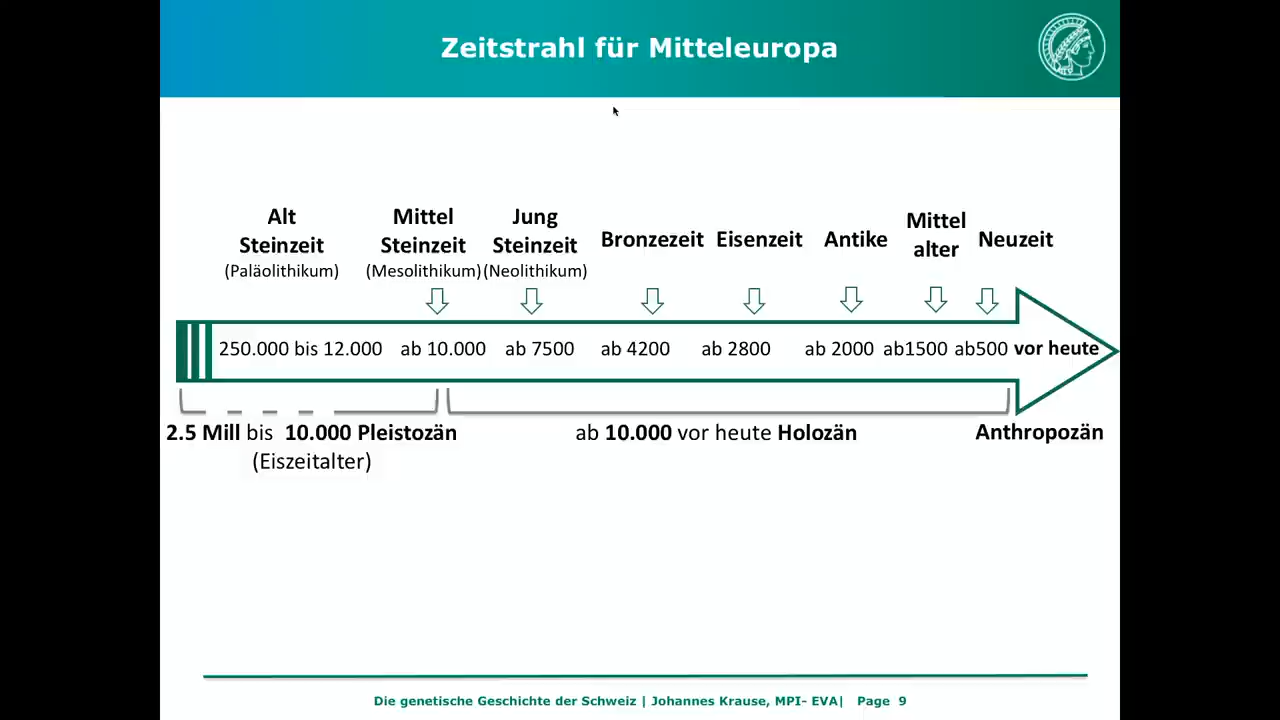 Zeitstrahl für Mitteleuropa
Alt
Steinzeit
(Paläolithikum)
Mittel
Steinzeit
(Mesolithikum)
Jung
Steinzeit
(Neolithikum)
Bronzezeit
Eisenzeit
Antike
Mittel
alter
Neuzeit
250.000 bis 12.000
ab 10.000
ab 7500
ab 4200
ab 2800
ab 2000
ab1500
ab500
vor heute
2.5 Mill bis 10.000 Pleistozän
(Eiszeitalter)
ab 10.000 vor heute Holozän
Anthropozän
Die genetische Geschichte der Schweiz | Johannes Krause, MPI- EVA| Page 9